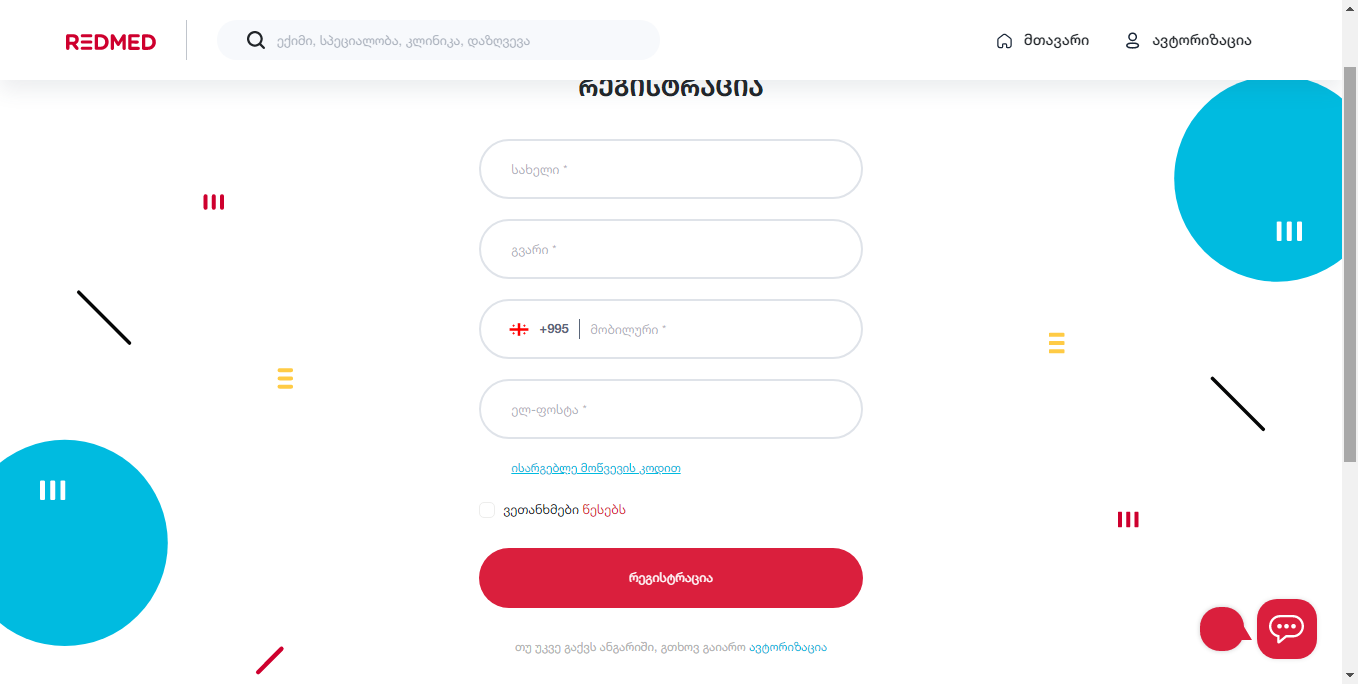 REDMED
ექიმი, სპეციალობა, კლინიკა, დაზღვევა
მთავარი
ავტორიზაცია
რეგისტრაცია
სახელი *
გვარი *
+995 მობილური *
ელ-ფოსტა *
ისარგებლე მოწვევის კოდით
ვეთანხმები წესებს
რეგისტრაცია
თუ უკვე გაქვს ანგარიში, გთხოვ გაიარო ავტორიზაცია